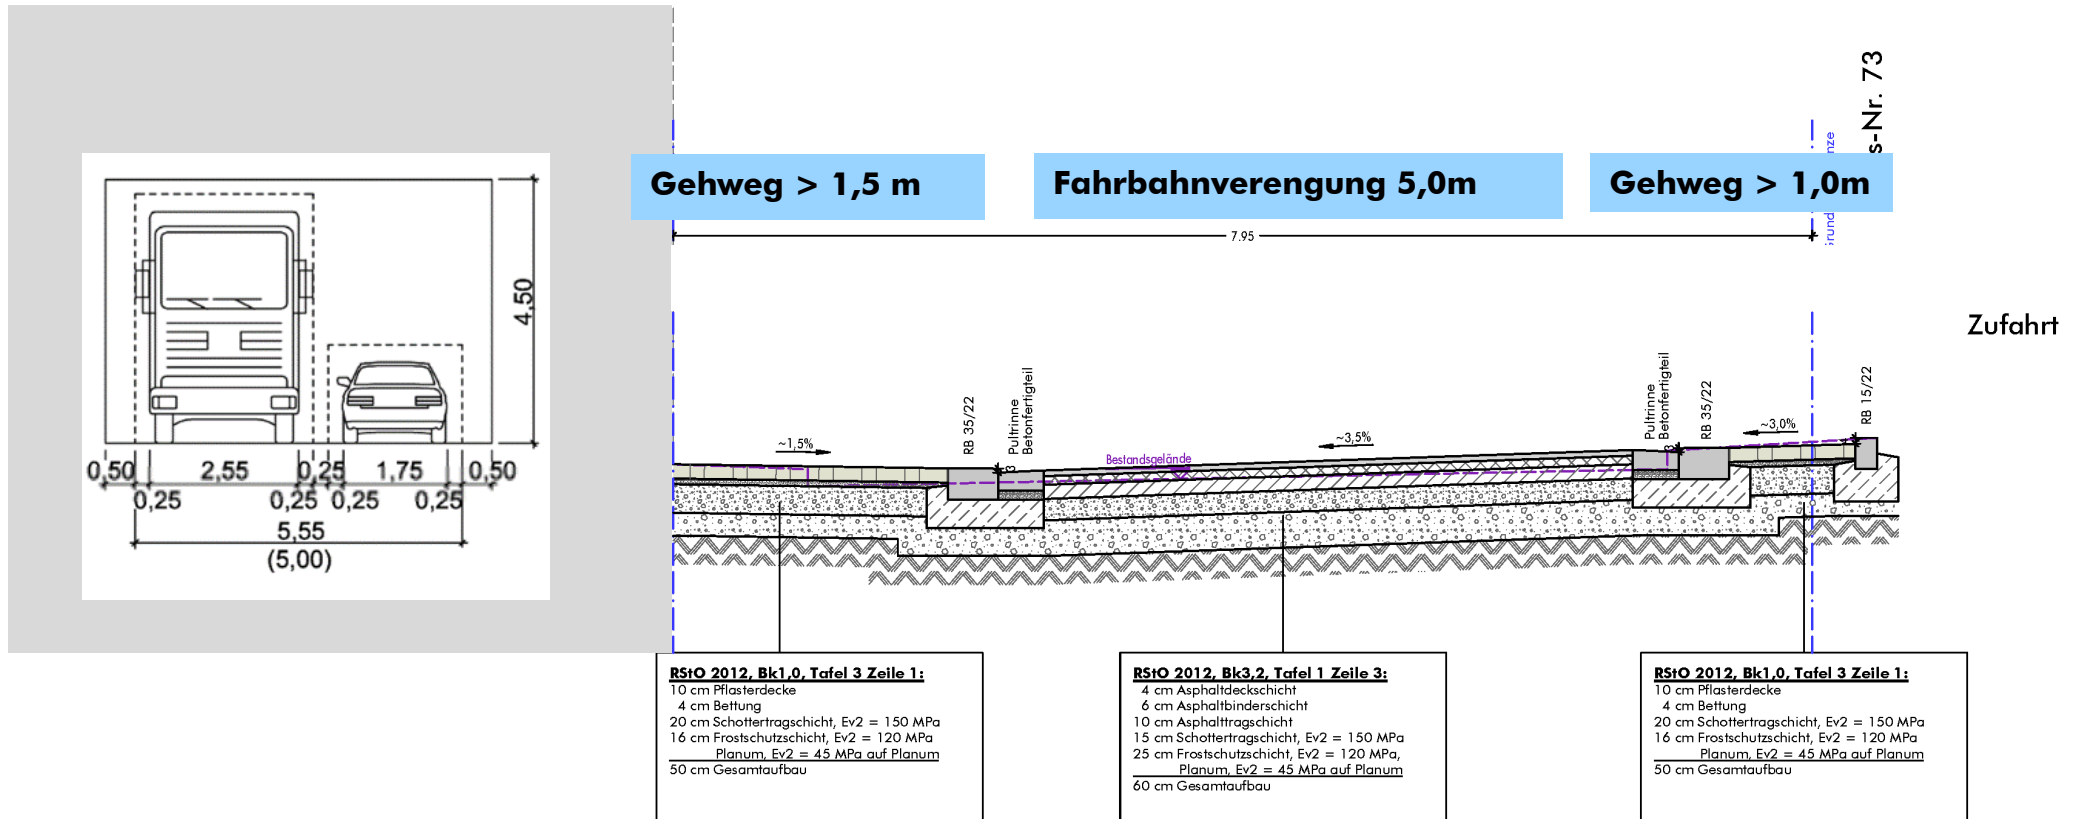 s-Nr. 73
nze
Grund
Gehweg > 1,5 m
Fahrbahnverengung 5,0m
Gehweg > 1,0m
7.95
4,50
Zufahrt
RB 35/22
Pultrinne
Betonfertigteil
Pultrinne
Betonfertigteil
RB 35/22
RB 15/22
~1,5%
~3,5%
~3,0%
3
3
Bestandsgelände
0,50 2,55 0,25 1,75 0,50
0,25 0,25 0,25 0,25
5,55
(5,00)
RStO 2012, Bk1,0, Tafel 3 Zeile 1:
10 cm Pflasterdecke
4 cm Bettung
20 cm Schottertragschicht, Ev2 = 150 MPa
16 cm Frostschutzschicht, Ev2 = 120 MPa
Planum, Ev2 = 45 MPa auf Planum
50 cm Gesamtaufbau
RStO 2012, Bk3,2, Tafel 1 Zeile 3:
4 cm Asphaltdeckschicht
6 cm Asphaltbinderschicht
10 cm Asphalttragschicht
15 cm Schottertragschicht, Ev2 = 150 MPa
25 cm Frostschutzschicht, Ev2 = 120 MPa,
Planum, Ev2 = 45 MPa auf Planum
60 cm Gesamtaufbau
RStO 2012, Bk1,0, Tafel 3 Zeile 1:
10 cm Pflasterdecke
4 cm Bettung
20 cm Schottertragschicht, Ev2 = 150 MPa
16 cm Frostschutzschicht, Ev2 = 120 MPa
Planum, Ev2 = 45 MPa auf Planum
50 cm Gesamtaufbau